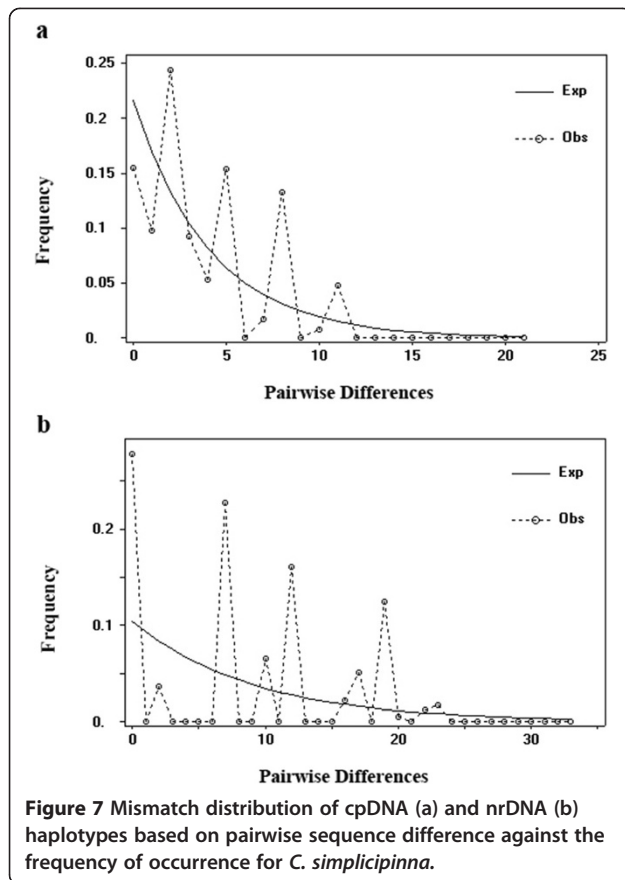 a
0.25
0.2
0.15
0.1
0.05
0.
Frequency
Exp
Obs
0 5 10 15 20 25
Pairwise Differences
b
0.2
0.1
0.
Frequency
Exp
Obs
0 10 20 30
Pairwise Differences
Figure 7 Mismatch distribution of cpDNA (a) and nrDNA (b)
haplotypes based on pairwise sequence difference against the
frequency of occurrence for C. simplicipinna.